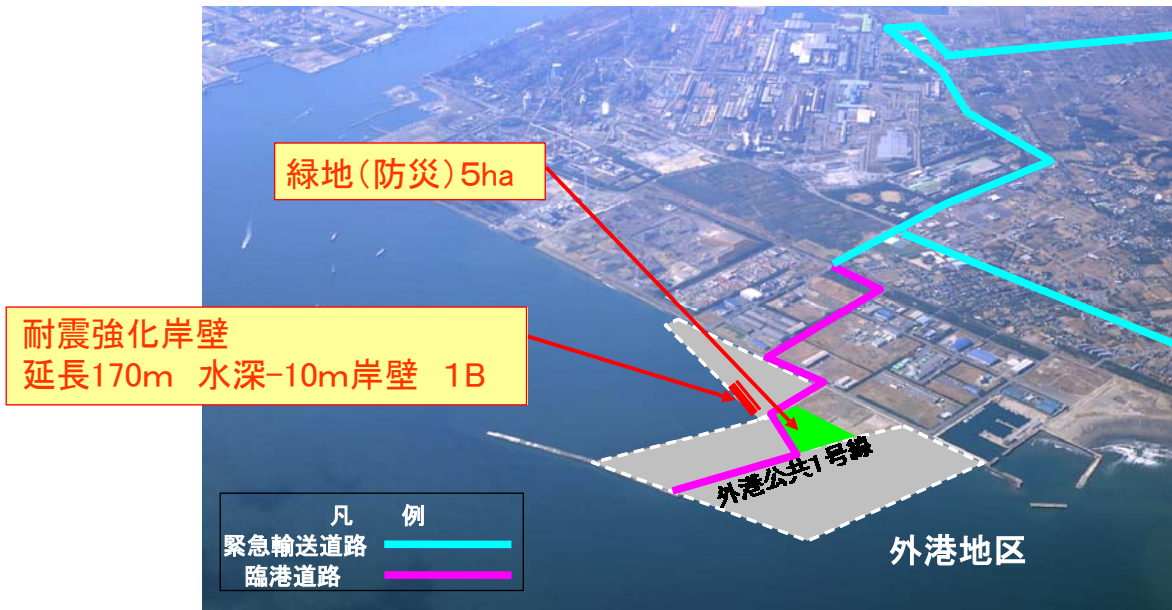 緑地(防災)5ha
耐震強化岸壁
延長170m 水深-10m岸壁 1B
外港公共1号線
外港地区
凡 例
緊急輸送道路
臨港道路